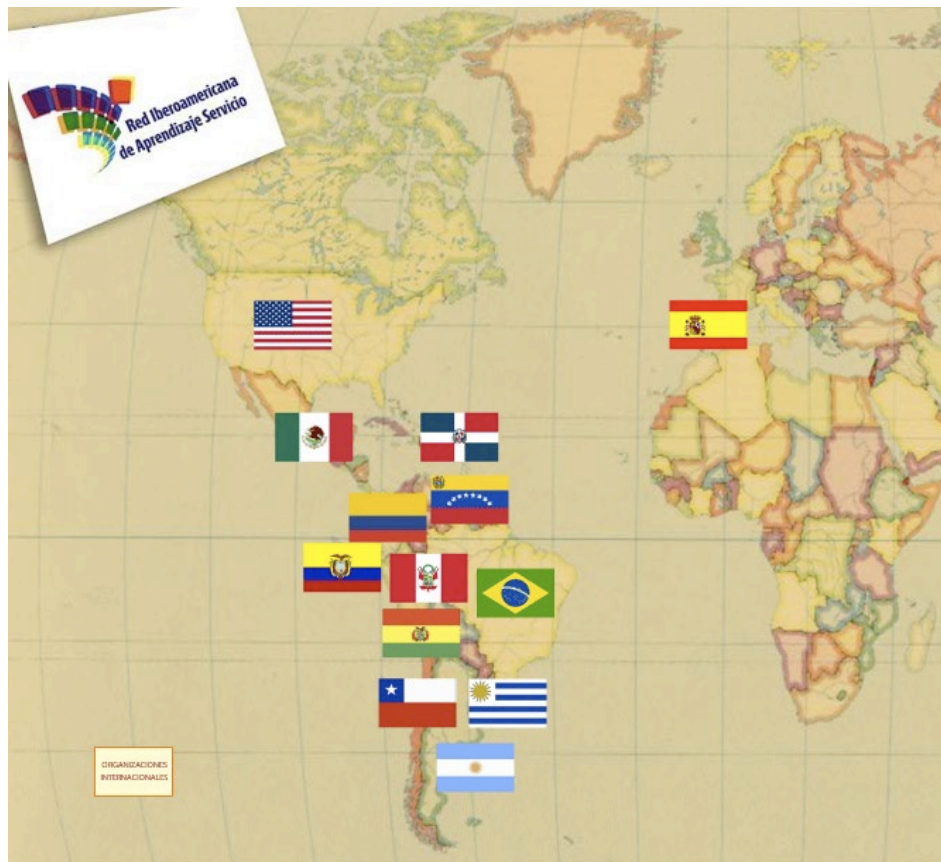 Red Iberoamericana
de Aprendizaje Servicio
ORGANIZACIONES
INTERNACIONALES